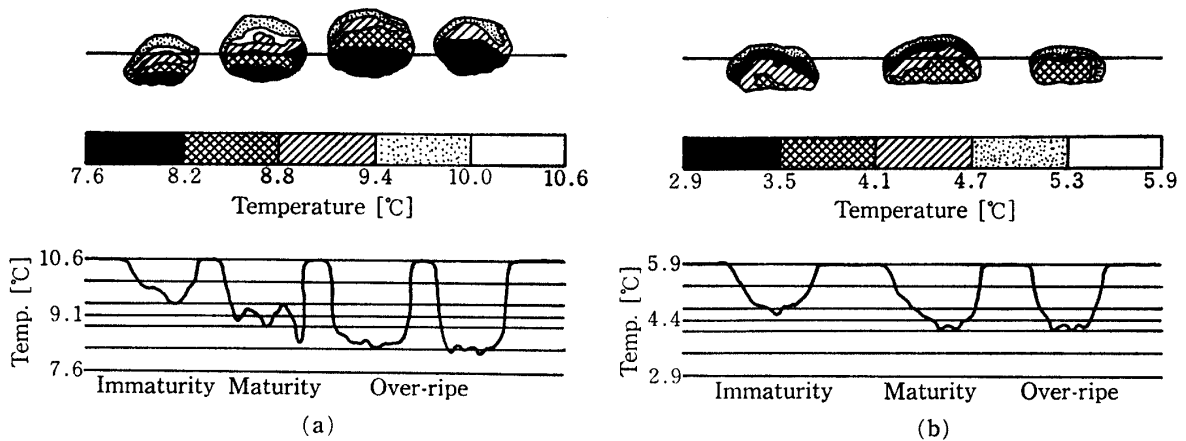 7.6 8.2 8.8 9.4 10.0 10.6
Temperature [℃]
Temp. [℃]
10.6
9.1
7.6
Immaturity Maturity Over-ripe
(a)
2.9 3.5 4.1 4.7 5.3 5.9
Temperature [℃]
Temp. [℃]
5.9
4.4
2.9
Immaturity Maturity Over-ripe
(b)